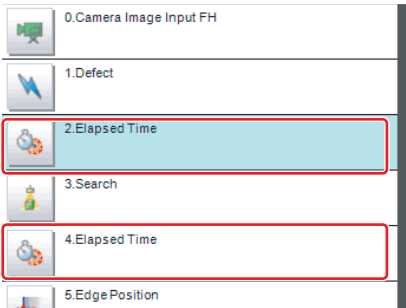 0.Camera Image Input FH
1.Defect
2.Elapsed Time
3.Search
4.Elapsed Time
5.Edge Position